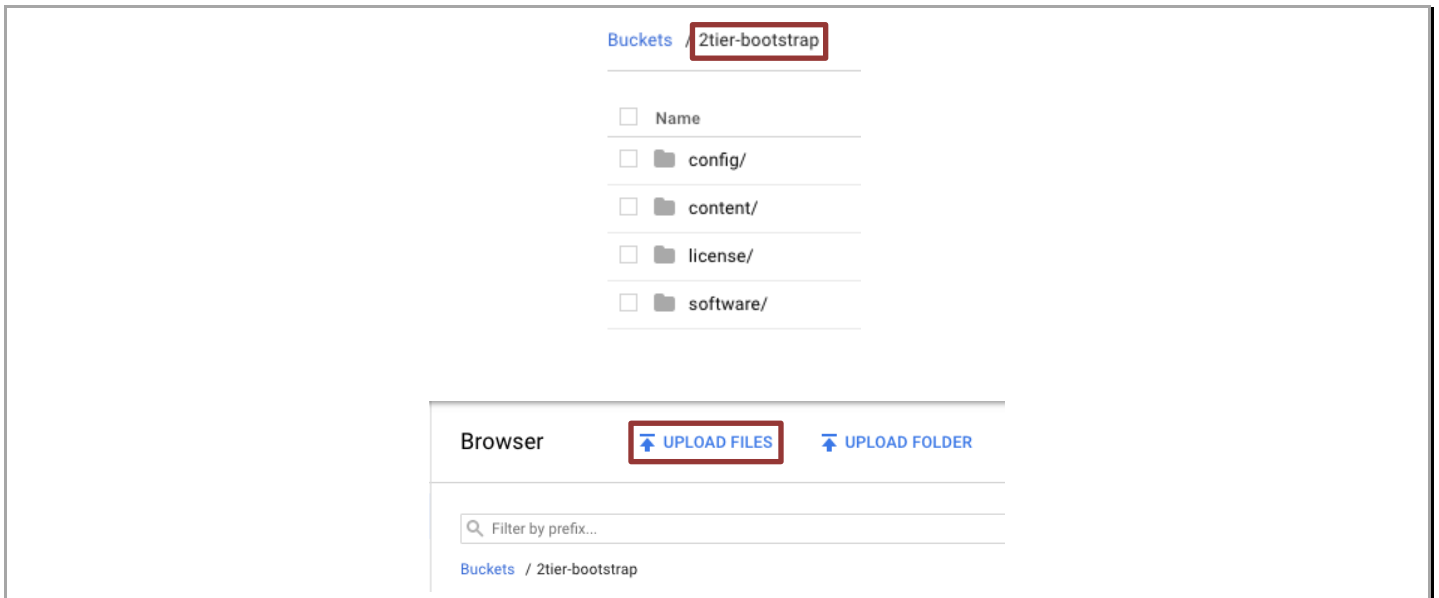 Buckets / 2tier-bootstrap
Name
config/
content/
license/
software/
Browser UPLOAD FILES UPLOAD FOLDER
Filter by prefix...
Buckets / 2tier-bootstrap